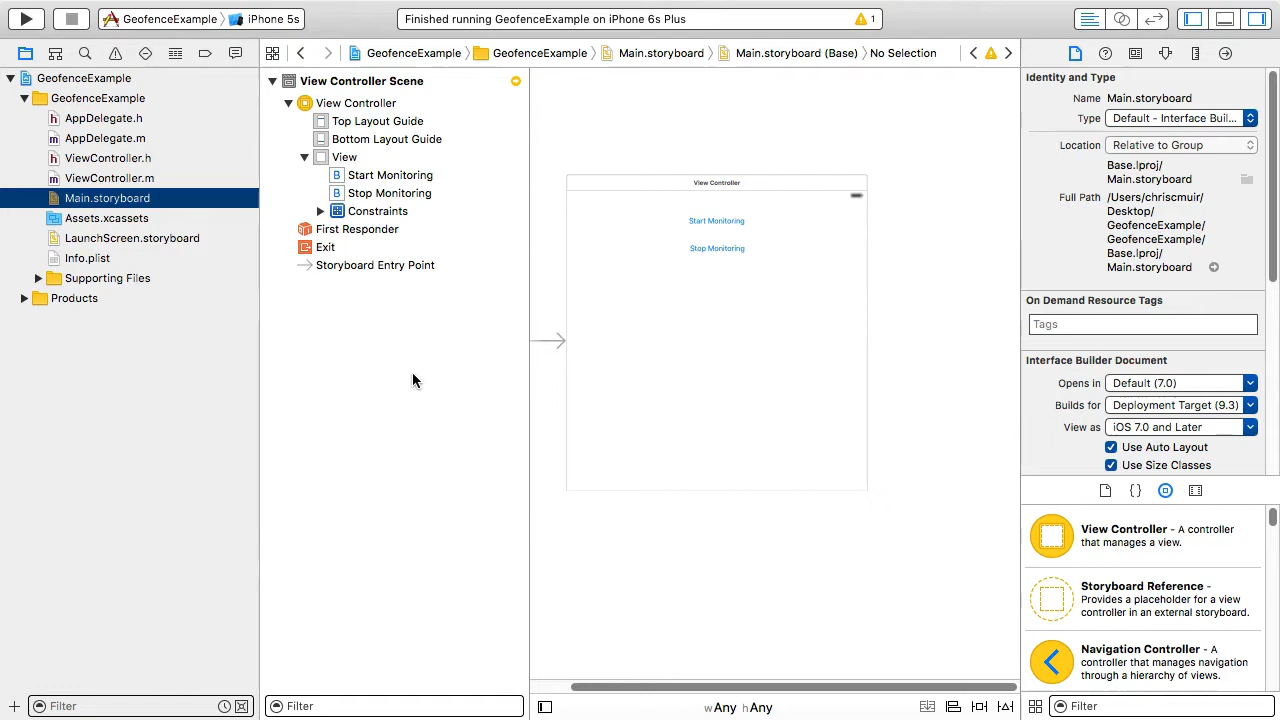 GeofenceExample
iPhone 5s
Finished running GeofenceExample on iPhone 6s Plus
1
GeofenceExample
GeofenceExample
Main.storyboard
Main.storyboard (Base)
No Selection
GeofenceExample
GeofenceExample
AppDelegate.h
AppDelegate.m
ViewController.h
ViewController.m
Main.storyboard
Assets.xcassets
LaunchScreen.storyboard
Info.plist
Supporting Files
Products
Filter
View Controller Scene
View Controller
Top Layout Guide
Bottom Layout Guide
View
B Start Monitoring
B Stop Monitoring
Constraints
First Responder
Exit
Storyboard Entry Point
Filter
View Controller
Start Monitoring
Stop Monitoring
wAny hAny
Identity and Type
Name Main.storyboard
Type Default - Interface Buil...
Location Relative to Group
Base.lproj/
Main.storyboard
Full Path /Users/chriscmuir/
Desktop/
GeofenceExample/
GeofenceExample/
Base.lproj/
Main.storyboard
On Demand Resource Tags
Tags
Interface Builder Document
Opens in Default (7.0)
Builds for Deployment Target (9.3)
View as iOS 7.0 and Later
Use Auto Layout
Use Size Classes
View Controller - A controller
that manages a view.
Storyboard Reference -
Provides a placeholder for a view
controller in an external storyboard.
Navigation Controller - A
controller that manages navigation
through a hierarchy of views.
Filter